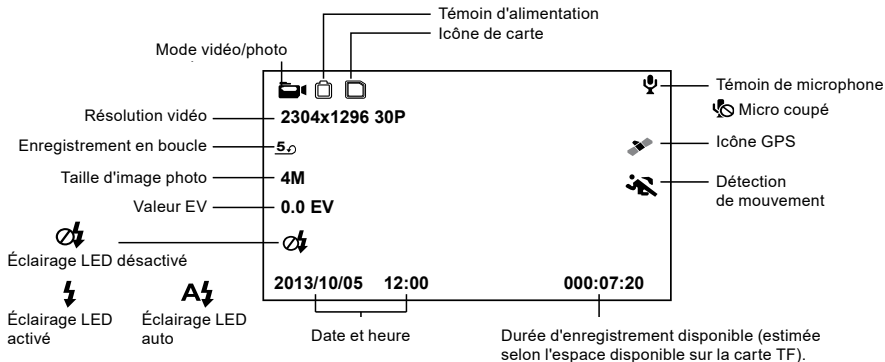 Témoin d'alimentation
Icône de carte
Mode vidéo/photo
Témoin de microphone
Micro coupé
Résolution vidéo
2304x1296 30P
Enregistrement en boucle
5
Icône GPS
Taille d'image photo
4M
Détection
de mouvement
Valeur EV
0.0 EV
Éclairage LED désactivé
2013/10/05 12:00 000:07:20
A
Éclairage LED
activé
Éclairage LED
auto
Date et heure
Durée d'enregistrement disponible (estimée
selon l'espace disponible sur la carte TF).